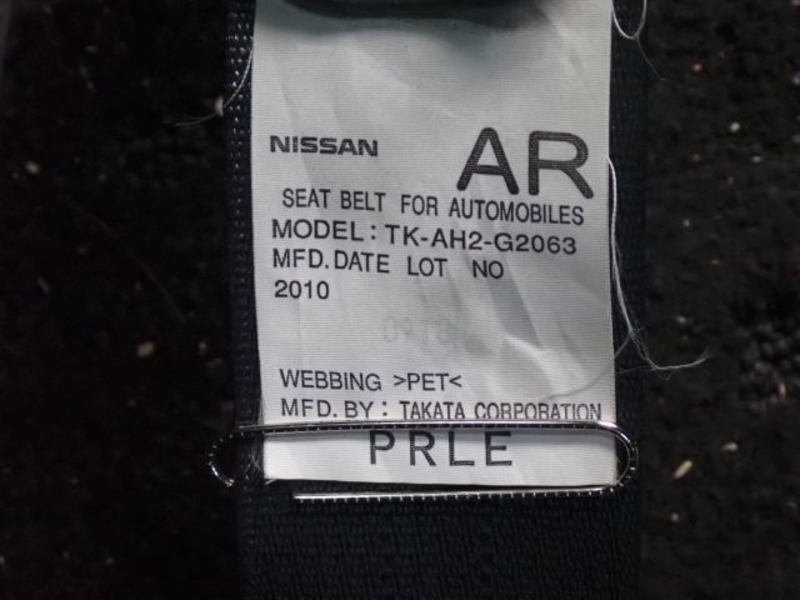 NISSAN AR
SEAT BELT FOR AUTOMOBILES
MODEL: TK-AH2-G2063
MFD. DATE LOT NO
2010
WEBBING >PET<
MFD. BY: TAKATA CORPORATION
PRLE